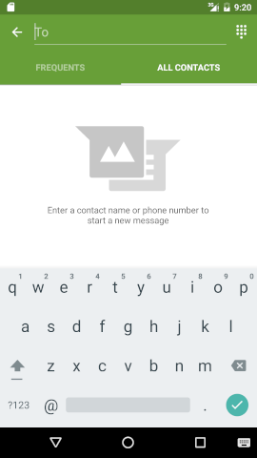 9:20
To
FREQUENTS ALL CONTACTS
Enter a contact name or phone number to
start a new message
1 2 3 4 5 6 7 8 9 0
q w e r t y u i o p
a s d f g h j k l
z x c v b n m
?123 @ .